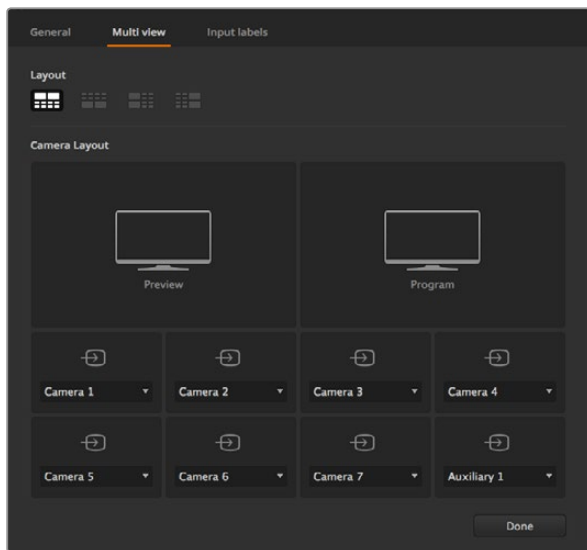 General Multi view Input labels
Layout
Camera Layout
Preview Program
Camera 1 Camera 2 Camera 3 Camera 4
Camera 5 Camera 6 Camera 7 Auxiliary 1
Done